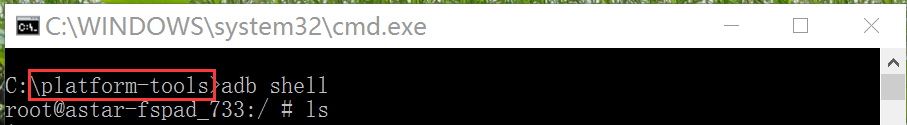 C:\WINDOWS\system32\cmd.exe
C:\platform-tools>adb shell
root@astar-fspad_733:/ # ls